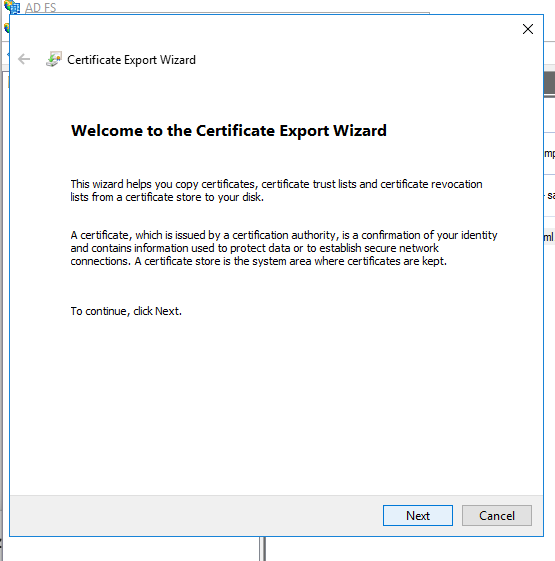 AD FS
Certificate Export Wizard
Welcome to the Certificate Export Wizard
This wizard helps you copy certificates, certificate trust lists and certificate revocation
lists from a certificate store to your disk.
A certificate, which is issued by a certification authority, is a confirmation of your identity
and contains information used to protect data or to establish secure network
connections. A certificate store is the system area where certificates are kept.
To continue, click Next.
Next
Cancel